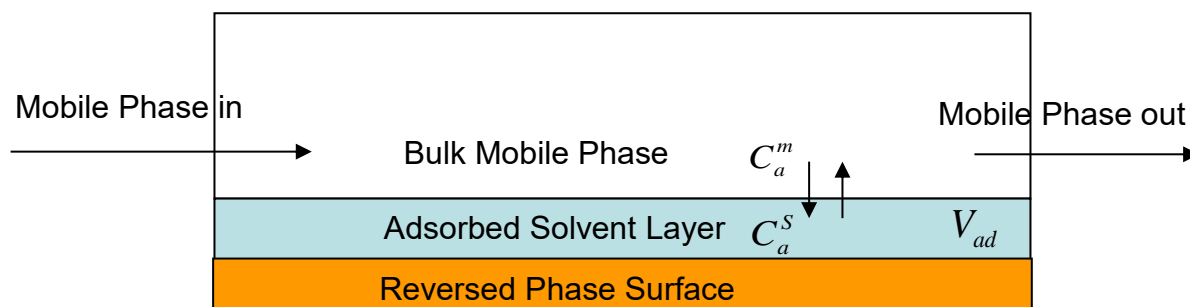 Mobile Phase in
Mobile Phase out
Bulk Mobile Phase
C_a^m
Adsorbed Solvent Layer
C_a^S
V_ad
Reversed Phase Surface